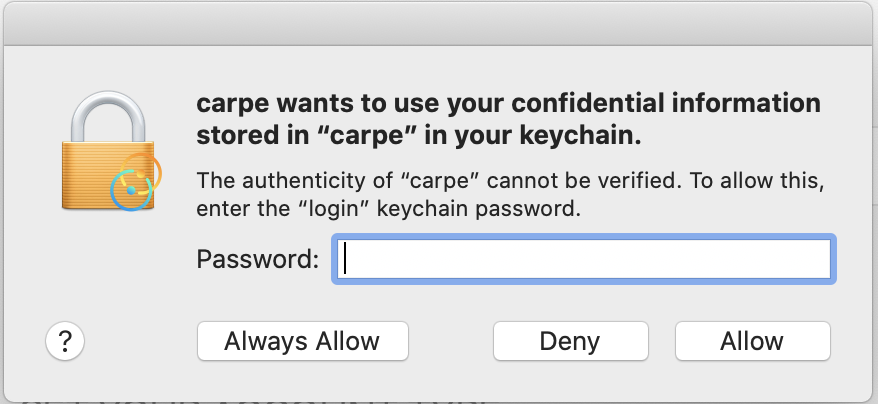 carpe wants to use your confidential information
stored in “carpe” in your keychain.
The authenticity of “carpe” cannot be verified. To allow this,
enter the “login” keychain password.
Password:
?
Always Allow
Deny
Allow